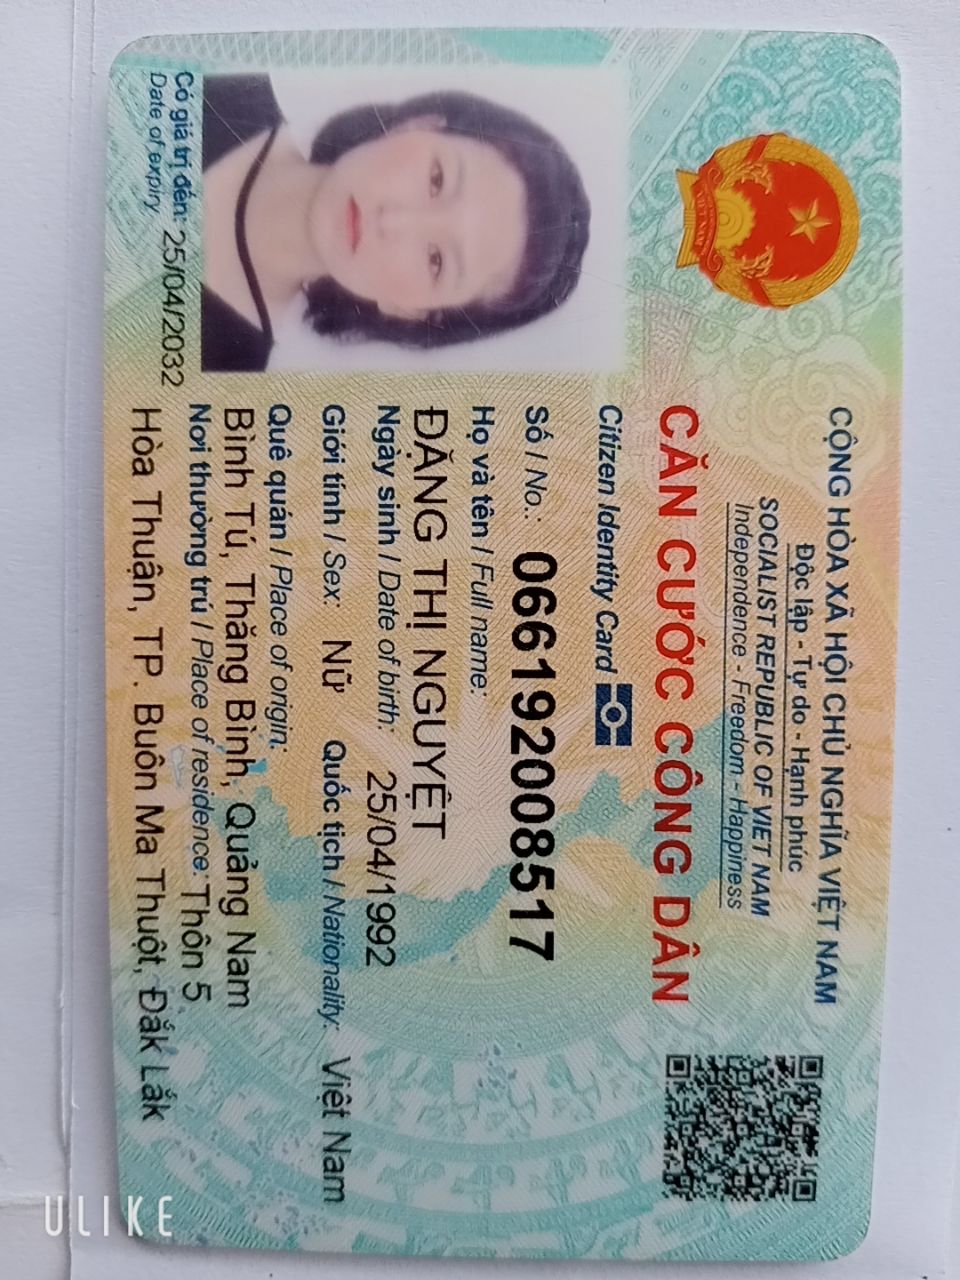 CỘNG HÒA XÃ HỘI CHỦ NGHĨA VIỆT NAM
Độc lập - Tự do - Hạnh phúc
SOCIALIST REPUBLIC OF VIET NAM
Independence - Freedom - Happiness
CĂN CƯỚC CÔNG DÂN
Citizen Identity Card
Số / No.: 066192008517
Họ và tên / Full name:
ĐẶNG THỊ NGUYỆT
Ngày sinh / Date of birth: 25/04/1992
Giới tính / Sex: Nữ Quốc tịch / Nationality: Việt Nam
Quê quán / Place of origin:
Bình Tú, Thăng Bình, Quảng Nam
Nơi thường trú / Place of residence: Thôn 5
Hòa Thuận, TP. Buôn Ma Thuột, Đắk Lắk
Có giá trị đến: 25/04/2032
Date of expiry
ULIKE